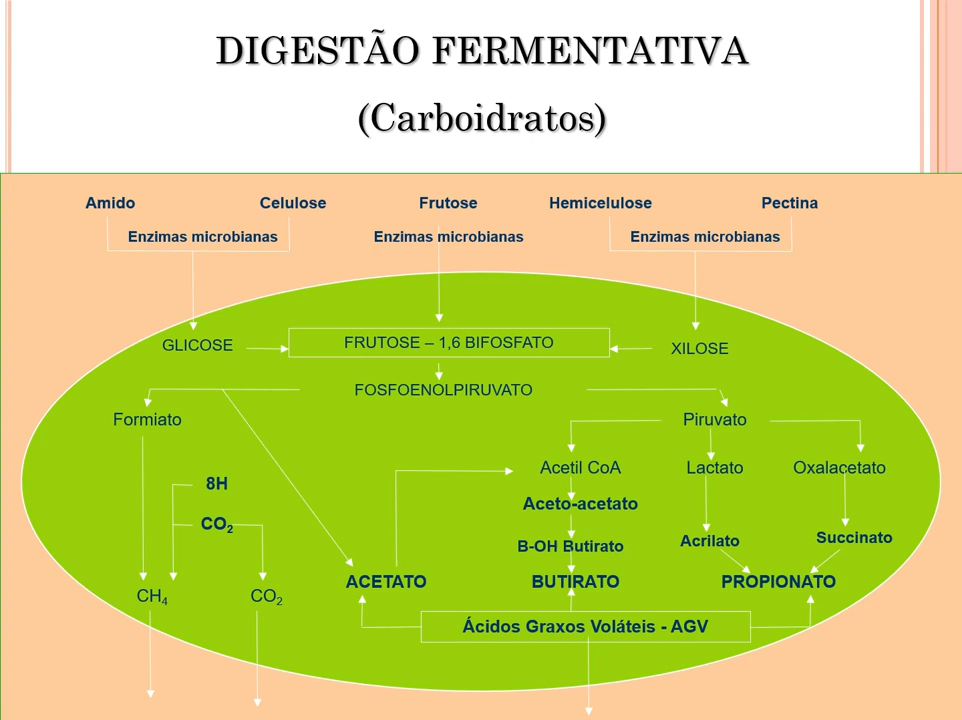 DIGESTÃO FERMENTATIVA
(Carboidratos)
Amido
Celulose
Frutose
Hemicelulose
Pectina
Enzimas microbianas
Enzimas microbianas
Enzimas microbianas
GLICOSE
FRUTOSE – 1,6 BIFOSFATO
XILOSE
FOSFOENOLPIRUVATO
Formiato
Piruvato
Acetil CoA
Lactato
Oxalacetato
8H
Aceto-acetato
CO₂
B-OH Butirato
Acrilato
Succinato
ACETATO
BUTIRATO
PROPIONATO
CH₄
CO₂
Ácidos Graxos Voláteis - AGV